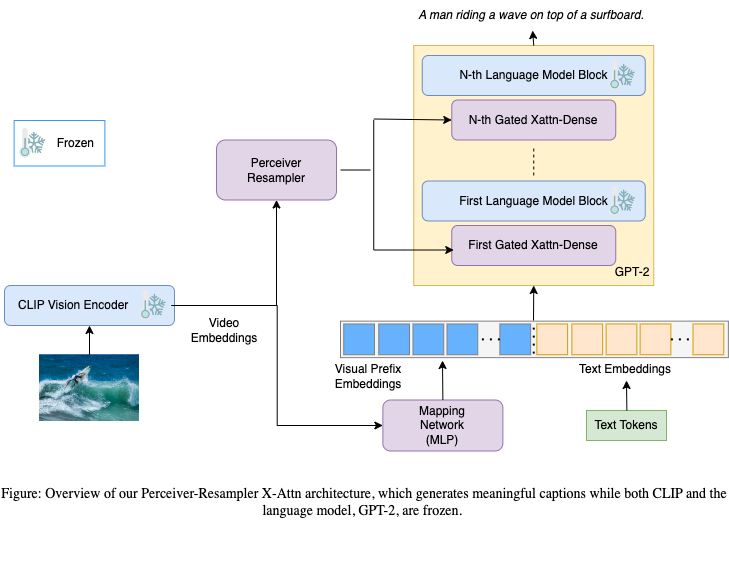 A man riding a wave on top of a surfboard.
N-th Language Model Block
N-th Gated Xattn-Dense
Frozen
Perceiver
Resampler
First Language Model Block
First Gated Xattn-Dense
GPT-2
CLIP Vision Encoder
Video
Embeddings
Visual Prefix
Embeddings
Text Embeddings
Mapping
Network
(MLP)
Text Tokens
Figure: Overview of our Perceiver-Resampler X-Attn architecture, which generates meaningful captions while both CLIP and the
language model, GPT-2, are frozen.